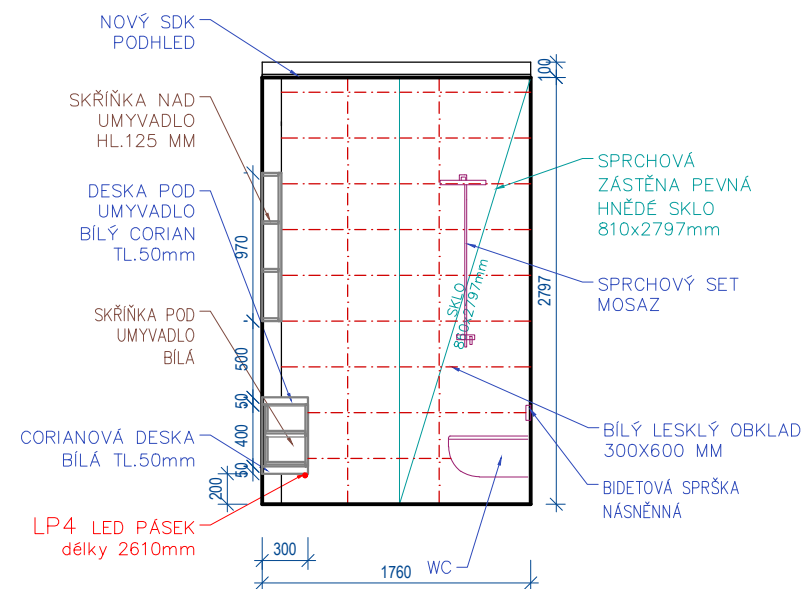 NOVÝ SDK
PODHLED
100
SKŘÍŇKA NAD
UMYVADLO
HL.125 MM
SPRCHOVÁ
ZÁSTĚNA PEVNÁ
HNĚDÉ SKLO
810x2797mm
DESKA POD
UMYVADLO
BÍLÝ CORIAN
TL.50mm
970
SKLO
860x2797mm
2797
SPRCHOVÝ SET
MOSAZ
SKŘÍŇKA POD
UMYVADLO
BÍLÁ
500
50
400
50
200
CORIANOVÁ DESKA
BÍLÁ TL.50mm
BÍLÝ LESKLÝ OBKLAD
300X600 MM
BIDETOVÁ SPRŠKA
NÁSNĚNNÁ
LP4 LED PÁSEK
délky 2610mm
300
1760
WC